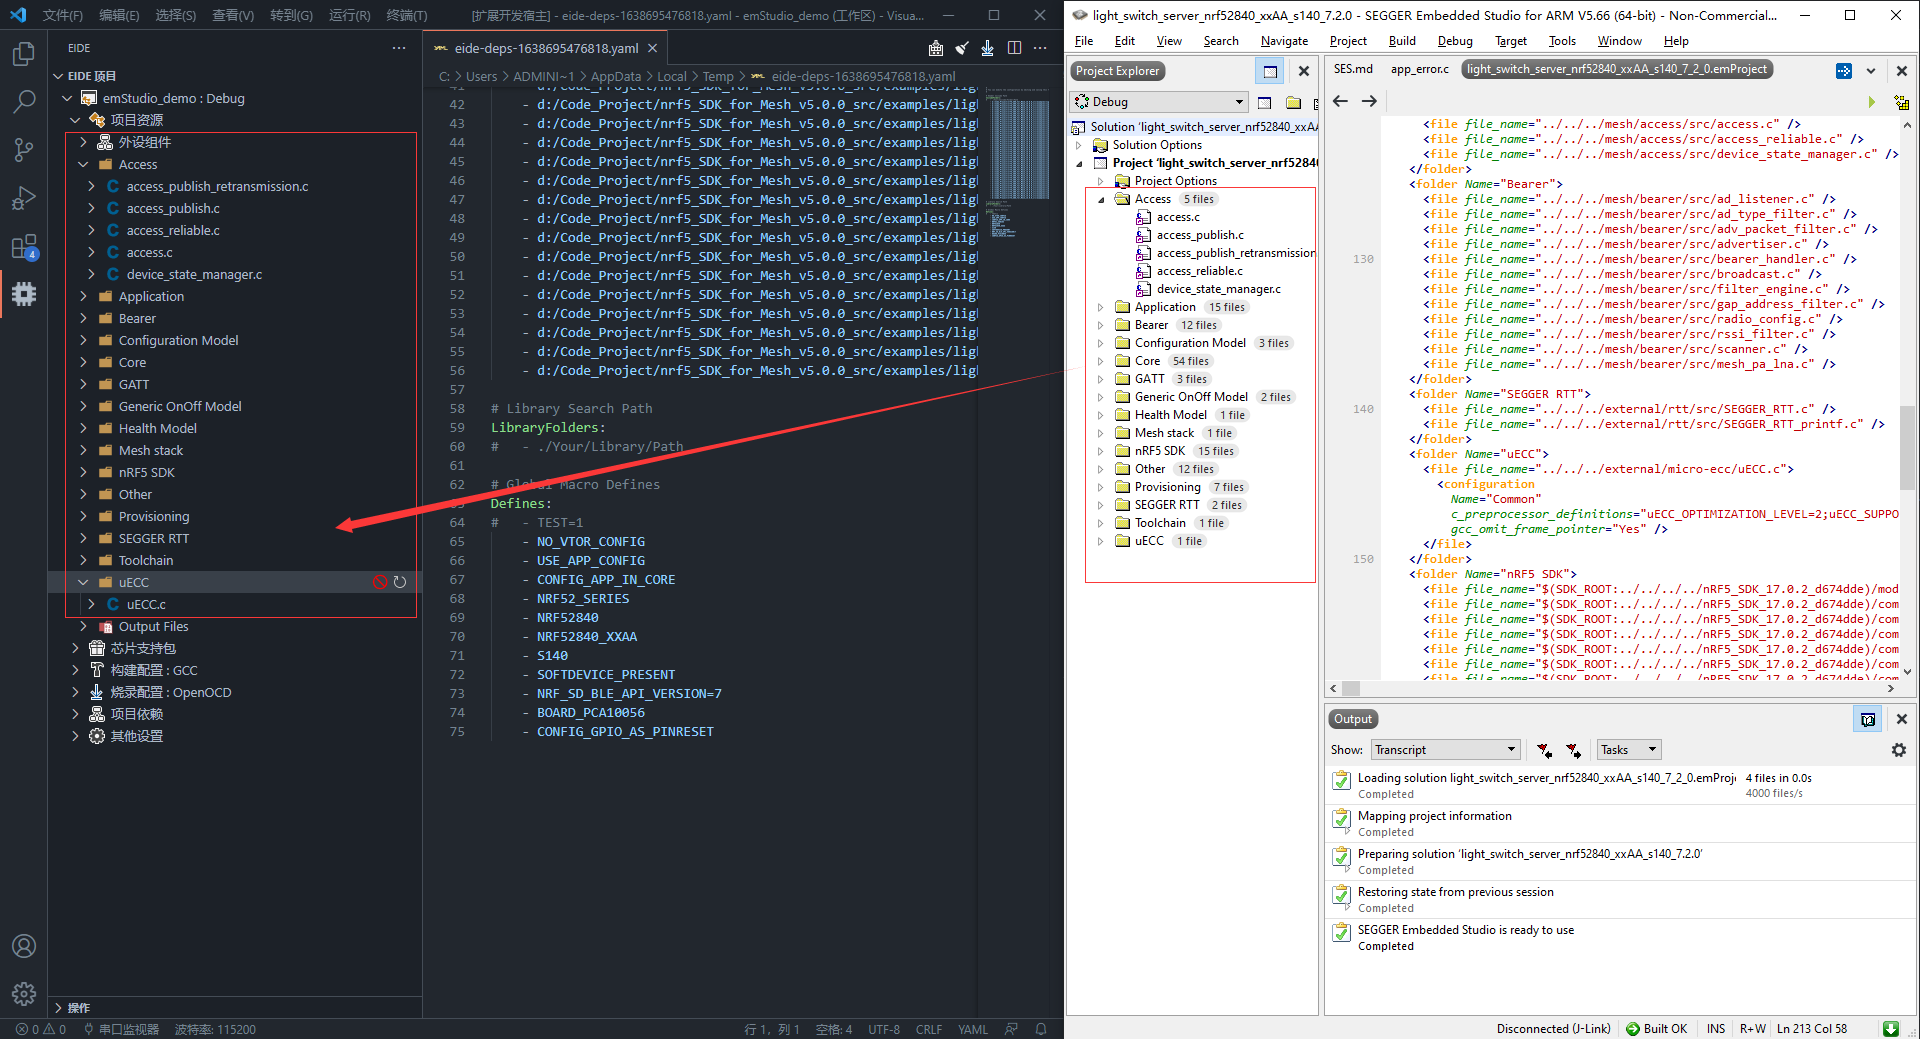 文件(F) 编辑(E) 选择(S) 查看(V) 转到(G) 运行(R) 终端(T) [扩展开发宿主] - eide-deps-1638695476818.yaml - emStudio_demo (工作区) - Visua...
EIDE
EIDE 项目
emStudio_demo : Debug
项目资源
外设组件
Access
access_publish_retransmission.c
access_publish.c
access_reliable.c
access.c
device_state_manager.c
Application
Bearer
Configuration Model
Core
GATT
Generic OnOff Model
Health Model
Mesh stack
nRF5 SDK
Other
Provisioning
SEGGER RTT
Toolchain
uECC
uECC.c
Output Files
芯片支持包
构建配置 : GCC
烧录配置 : OpenOCD
项目依赖
其他设置
操作
4
eide-deps-1638695476818.yaml
C: > Users > ADMINI~1 > AppData > Local > Temp > eide-deps-1638695476818.yaml
41 - d:/Code_Project/nrf5_SDK_for_Mesh_v5.0.0_src/examples/lig
42 - d:/Code_Project/nrf5_SDK_for_Mesh_v5.0.0_src/examples/lig
43 - d:/Code_Project/nrf5_SDK_for_Mesh_v5.0.0_src/examples/lig
44 - d:/Code_Project/nrf5_SDK_for_Mesh_v5.0.0_src/examples/lig
45 - d:/Code_Project/nrf5_SDK_for_Mesh_v5.0.0_src/examples/lig
46 - d:/Code_Project/nrf5_SDK_for_Mesh_v5.0.0_src/examples/lig
47 - d:/Code_Project/nrf5_SDK_for_Mesh_v5.0.0_src/examples/lig
48 - d:/Code_Project/nrf5_SDK_for_Mesh_v5.0.0_src/examples/lig
49 - d:/Code_Project/nrf5_SDK_for_Mesh_v5.0.0_src/examples/lig
50 - d:/Code_Project/nrf5_SDK_for_Mesh_v5.0.0_src/examples/lig
51 - d:/Code_Project/nrf5_SDK_for_Mesh_v5.0.0_src/examples/lig
52 - d:/Code_Project/nrf5_SDK_for_Mesh_v5.0.0_src/examples/lig
53 - d:/Code_Project/nrf5_SDK_for_Mesh_v5.0.0_src/examples/lig
54 - d:/Code_Project/nrf5_SDK_for_Mesh_v5.0.0_src/examples/lig
55 - d:/Code_Project/nrf5_SDK_for_Mesh_v5.0.0_src/examples/lig
56 - d:/Code_Project/nrf5_SDK_for_Mesh_v5.0.0_src/examples/lig
57
58 # Library Search Path
59 LibraryFolders:
60 # - ./Your/Library/Path
61
62 # Global Macro Defines
63 Defines:
64 # - TEST=1
65 - NO_VTOR_CONFIG
66 - USE_APP_CONFIG
67 - CONFIG_APP_IN_CORE
68 - NRF52_SERIES
69 - NRF52840
70 - NRF52840_XXAA
71 - S140
72 - SOFTDEVICE_PRESENT
73 - NRF_SD_BLE_API_VERSION=7
74 - BOARD_PCA10056
75 - CONFIG_GPIO_AS_PINRESET
0 0 串口监视器 波特率: 115200 行 1, 列 1 空格: 4 UTF-8 CRLF YAML
light_switch_server_nrf52840_xxAA_s140_7.2.0 - SEGGER Embedded Studio for ARM V5.66 (64-bit) - Non-Commercial...
File Edit View Search Navigate Project Build Debug Target Tools Window Help
Project Explorer
Debug
Solution 'light_switch_server_nrf52840_xxAA
Solution Options
Project 'light_switch_server_nrf5284
Project Options
Access 5 files
access.c
access_publish.c
access_publish_retransmission
access_reliable.c
device_state_manager.c
Application 15 files
Bearer 12 files
Configuration Model 3 files
Core 54 files
GATT 3 files
Generic OnOff Model 2 files
Health Model 1 file
Mesh stack 1 file
nRF5 SDK 15 files
Other 12 files
Provisioning 7 files
SEGGER RTT 2 files
Toolchain 1 file
uECC 1 file
SES.md app_error.c light_switch_server_nrf52840_xxAA_s140_7_2_0.emProject
<file file_name="../../../mesh/access/src/access.c" />
<file file_name="../../../mesh/access/src/access_reliable.c" />
<file file_name="../../../mesh/access/src/device_state_manager.c" />
</folder>
<folder Name="Bearer">
<file file_name="../../../mesh/bearer/src/ad_listener.c" />
<file file_name="../../../mesh/bearer/src/ad_type_filter.c" />
<file file_name="../../../mesh/bearer/src/adv_packet_filter.c" />
<file file_name="../../../mesh/bearer/src/advertiser.c" />
130 <file file_name="../../../mesh/bearer/src/bearer_handler.c" />
<file file_name="../../../mesh/bearer/src/broadcast.c" />
<file file_name="../../../mesh/bearer/src/filter_engine.c" />
<file file_name="../../../mesh/bearer/src/gap_address_filter.c" />
<file file_name="../../../mesh/bearer/src/radio_config.c" />
<file file_name="../../../mesh/bearer/src/rssi_filter.c" />
<file file_name="../../../mesh/bearer/src/scanner.c" />
<file file_name="../../../mesh/bearer/src/mesh_pa_lna.c" />
</folder>
<folder Name="SEGGER RTT">
140 <file file_name="../../../external/rtt/src/SEGGER_RTT.c" />
<file file_name="../../../external/rtt/src/SEGGER_RTT_printf.c" />
</folder>
<folder Name="uECC">
<file file_name="../../../external/micro-ecc/uECC.c">
<configuration
Name="Common"
c_preprocessor_definitions="uECC_OPTIMIZATION_LEVEL=2;uECC_SUPPO
gcc_omit_frame_pointer="Yes" />
</file>
150 </folder>
<folder Name="nRF5 SDK">
<file file_name="$(SDK_ROOT:../../../../nRF5_SDK_17.0.2_d674dde)/mod
<file file_name="$(SDK_ROOT:../../../../nRF5_SDK_17.0.2_d674dde)/com
<file file_name="$(SDK_ROOT:../../../../nRF5_SDK_17.0.2_d674dde)/com
<file file_name="$(SDK_ROOT:../../../../nRF5_SDK_17.0.2_d674dde)/com
<file file_name="$(SDK_ROOT:../../../../nRF5_SDK_17.0.2_d674dde)/com
<file file_name="$(SDK_ROOT:../../../../nRF5_SDK_17.0.2_d674dde)/com
<file file_name="$(SDK_ROOT:../../../../nRF5_SDK_17.0.2_d674dde)/com
Output
Show: Transcript Tasks
Loading solution light_switch_server_nrf52840_xxAA_s140_7_2_0.emProje 4 files in 0.0s
Completed 4000 files/s
Mapping project information
Completed
Preparing solution 'light_switch_server_nrf52840_xxAA_s140_7.2.0'
Completed
Restoring state from previous session
Completed
SEGGER Embedded Studio is ready to use
Completed
Disconnected (J-Link) Built OK INS R+W Ln 213 Col 58